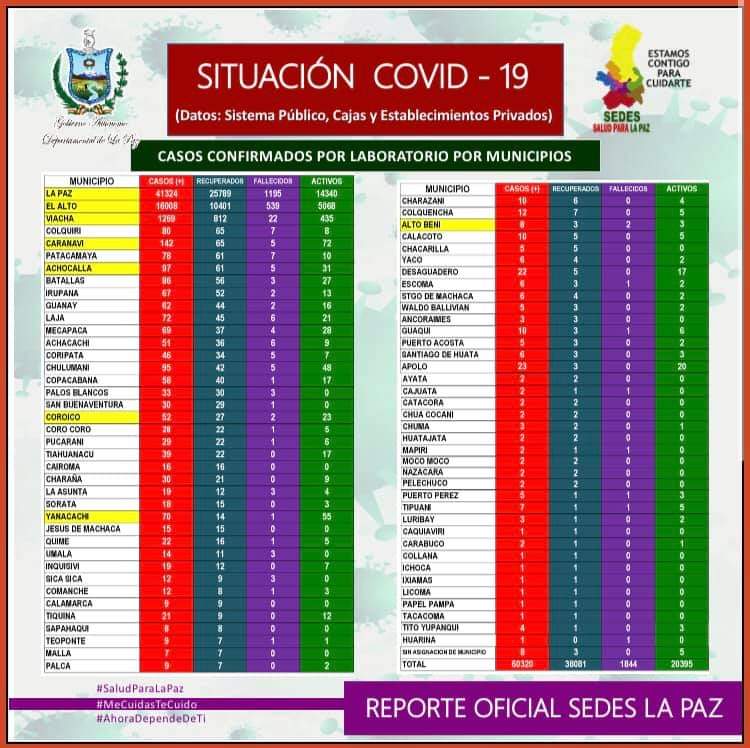 Gobierno Autónomo
Departamental de La Paz
SITUACIÓN COVID - 19
(Datos: Sistema Público, Cajas y Establecimientos Privados)
ESTAMOS
CONTIGO
PARA
CUIDARTE
SEDES
SALUD PARA LA PAZ
CASOS CONFIRMADOS POR LABORATORIO POR MUNICIPIOS
MUNICIPIO CASOS (+) RECUPERADOS FALLECIDOS ACTIVOS
LA PAZ 41324 25789 1195 14340
EL ALTO 16008 10401 539 5068
VIACHA 1269 812 22 435
COLQUIRI 80 65 7 8
CARANAVI 142 65 5 72
PATACAMAYA 78 61 7 10
ACHOCALLA 97 61 5 31
BATALLAS 86 56 3 27
IRUPANA 67 52 2 13
GUANAY 62 44 2 16
LAJA 72 45 6 21
MECAPACA 69 37 4 28
ACHACACHI 51 36 6 9
CORIPATA 46 34 5 7
CHULUMANI 95 42 5 48
COPACABANA 58 40 1 17
PALOS BLANCOS 33 30 3 0
SAN BUENAVENTURA 30 29 1 0
COROICO 52 27 2 23
CORO CORO 28 22 1 5
PUCARANI 29 22 1 6
TIAHUANACU 39 22 0 17
CAIROMA 16 16 0 0
CHARAÑA 30 21 0 9
LA ASUNTA 19 12 3 4
SORATA 18 15 0 3
YANACACHI 70 14 1 55
JESUS DE MACHACA 15 15 0 0
QUIME 22 16 1 5
UMALA 14 11 3 0
INQUISIVI 19 12 0 7
SICA SICA 12 9 3 0
COMANCHE 12 8 1 3
CALAMARCA 9 9 0 0
TIQUINA 21 9 0 12
SAPAHAQUI 8 8 0 0
TEOPONTE 9 7 1 1
MALLA 7 7 0 0
PALCA 9 7 0 2
MUNICIPIO CASOS (+) RECUPERADOS FALLECIDOS ACTIVOS
CHARAZANI 10 6 0 4
COLQUENCHA 12 7 0 5
ALTO BENI 8 3 2 3
CALACOTO 10 5 0 5
CHACARILLA 5 5 0 0
YACO 6 4 0 2
DESAGUADERO 22 5 0 17
ESCOMA 6 3 1 2
STGO DE MACHACA 6 4 0 2
WALDO BALLIVIAN 5 3 0 2
ANCORAIMES 3 3 0 0
GUAQUI 10 3 1 6
PUERTO ACOSTA 5 3 0 2
SANTIAGO DE HUATA 6 3 0 3
APOLO 23 3 0 20
AYATA 2 2 0 0
CAJUATA 2 1 1 6
CATACORA 2 2 0 0
CHUA COCANI 2 2 0 0
CHUMA 3 2 0 1
HUATAJATA 2 2 0 0
MAPIRI 2 1 1 0
MOCO MOCO 2 2 0 0
NAZACARA 2 2 0 0
PELECHUCO 2 2 0 0
PUERTO PEREZ 5 1 1 3
TIPUANI 7 1 1 5
LURIBAY 3 1 0 2
CAQUIAVIRI 1 1 0 0
CARABUCO 2 1 0 1
COLLANA 1 1 0 0
ICHOCA 1 1 0 0
IXIAMAS 1 1 0 0
LICOMA 1 1 0 0
PAPEL PAMPA 1 1 0 0
TACACOMA 1 1 0 0
TITO YUPANQUI 4 1 0 3
HUARINA 1 0 1 0
SIN ASIGNACION DE MUNICIPIO 8 3 0 5
TOTAL 60320 38081 1844 20395
#SaludParaLaPaz
#MeCuidasTeCuido
#AhoraDependeDeTi
REPORTE OFICIAL SEDES LA PAZ